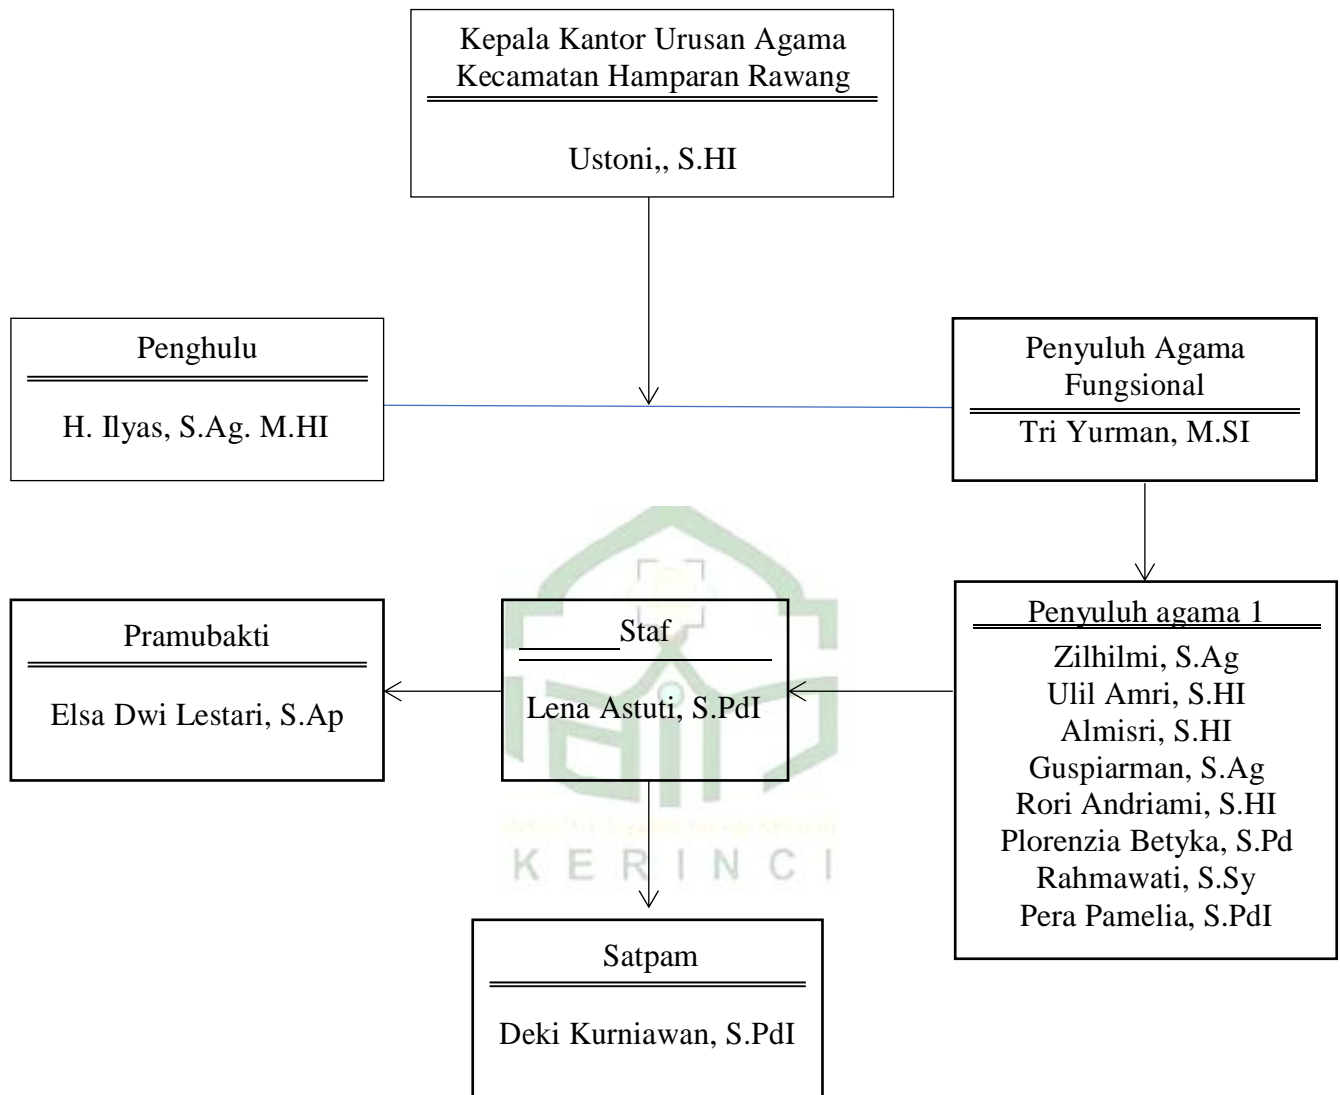 Kepala Kantor Urusan Agama
Kecamatan Hamparan Rawang
Ustoni,, S.HI
Penghulu
H. Ilyas, S.Ag. M.HI
Penyuluh Agama
Fungsional
Tri Yurman, M.SI
Pramubakti
Elsa Dwi Lestari, S.Ap
Staf
Lena Astuti, S.PdI
Penyuluh agama 1
Zilhilmi, S.Ag
Ulil Amri, S.HI
Almisri, S.HI
Guspiarman, S.Ag
Rori Andriami, S.HI
Plorenzia Betyka, S.Pd
Rahmawati, S.Sy
Pera Pamelia, S.PdI
KERINCI
Satpam
Deki Kurniawan, S.PdI